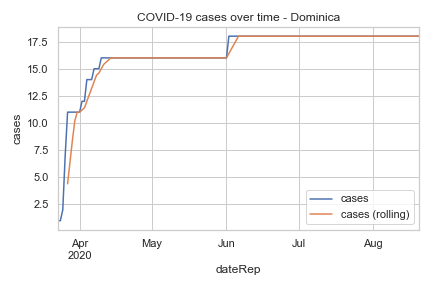 COVID-19 cases over time - Dominica
17.5
15.0
12.5
10.0
7.5
5.0
2.5
cases
cases
cases (rolling)
Apr
2020
May
Jun
Jul
Aug
dateRep